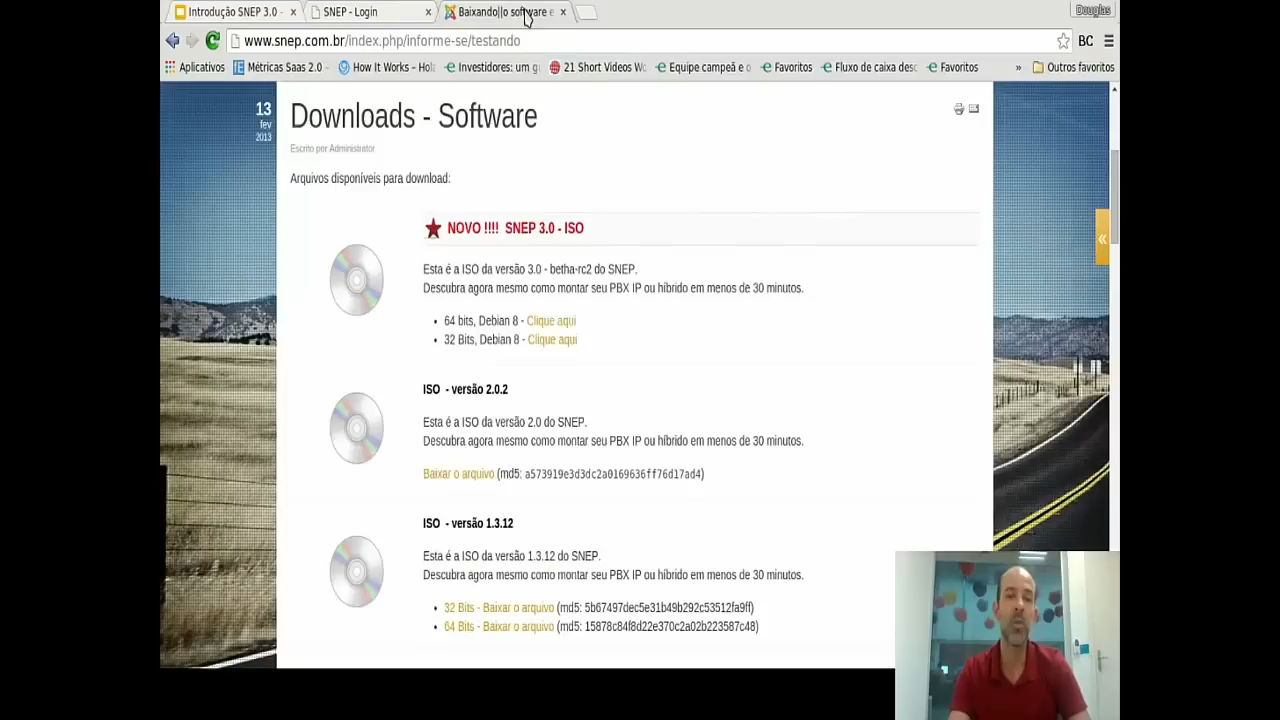 Introdução SNEP 3.0 -
SNEP - Login
Baixando||o software e
Douglas
www.snep.com.br/index.php/informe-se/testando
BC
Aplicativos
Métricas Saas 2.0 -
How It Works – Hol
Investidores: um g
21 Short Videos W
Equipe campeã e o
Favoritos
Fluxo de caixa desc
Favoritos
»
Outros favoritos
13
fev
2013
Downloads - Software
Escrito por Administrator
Arquivos disponíveis para download:
NOVO !!!! SNEP 3.0 - ISO
Esta é a ISO da versão 3.0 - betha-rc2 do SNEP.
Descubra agora mesmo como montar seu PBX IP ou híbrido em menos de 30 minutos.
• 64 bits, Debian 8 - Clique aqui
• 32 Bits, Debian 8 - Clique aqui
ISO - versão 2.0.2
Esta é a ISO da versão 2.0 do SNEP.
Descubra agora mesmo como montar seu PBX IP ou híbrido em menos de 30 minutos.
Baixar o arquivo (md5: a573919e3d3dc2a0169636ff76d17ad4)
ISO - versão 1.3.12
Esta é a ISO da versão 1.3.12 do SNEP.
Descubra agora mesmo como montar seu PBX IP ou híbrido em menos de 30 minutos.
• 32 Bits - Baixar o arquivo (md5: 5b67497dec5e31b49b292c53512fa9ff)
• 64 Bits - Baixar o arquivo (md5: 15878c84f8d22e370c2a02b223587c48)
«